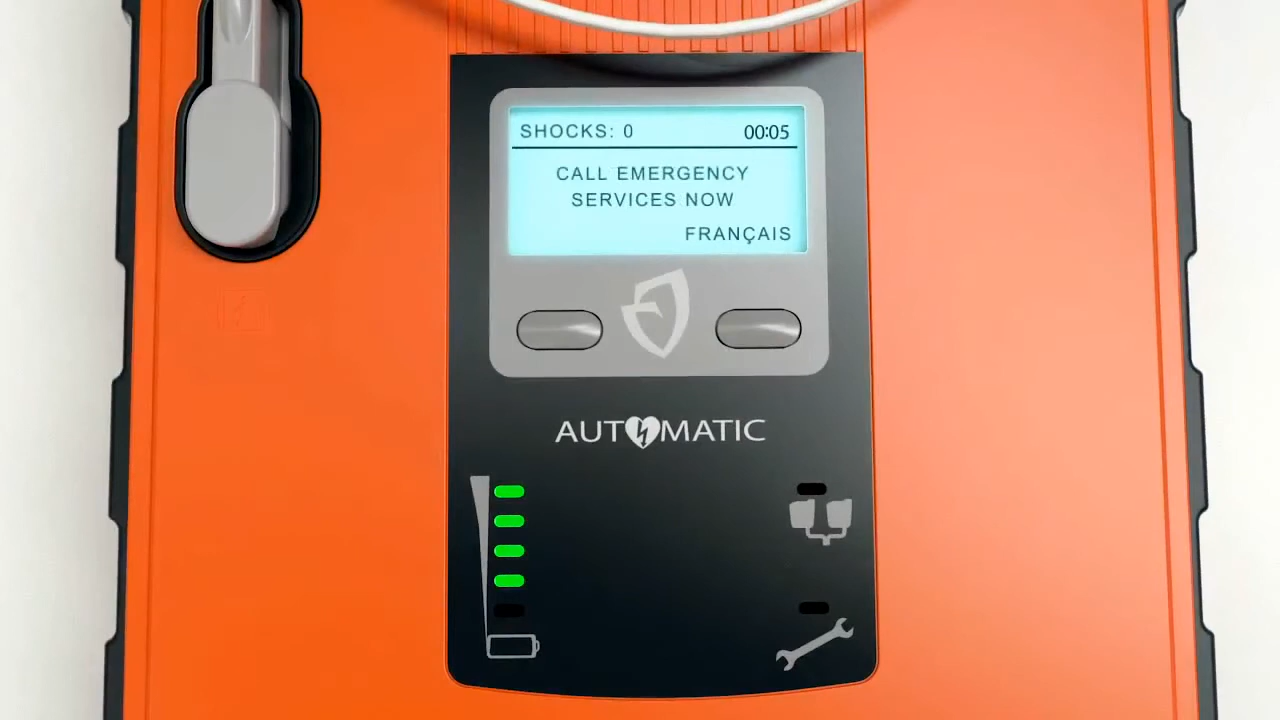 SHOCKS: 0 00:05
CALL EMERGENCY
SERVICES NOW
FRANÇAIS
AUTOMATIC